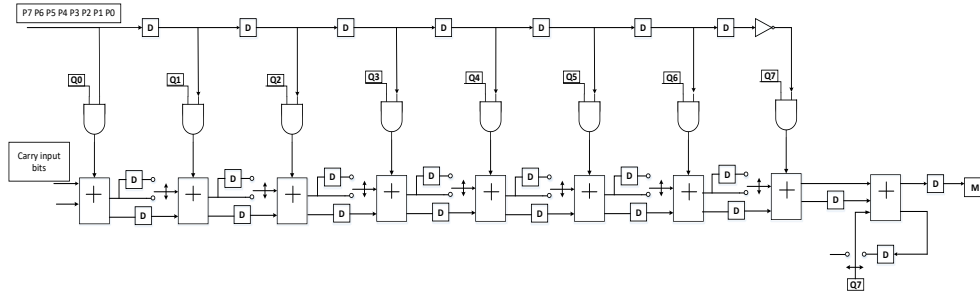 P7 P6 P5 P4 P3 P2 P1 P0
D D D D D D D
Q0 Q1 Q2 Q3 Q4 Q5 Q6 Q7
Carry input
bits
D D D D D D D
D D D D D D D D
D M
D
Q7